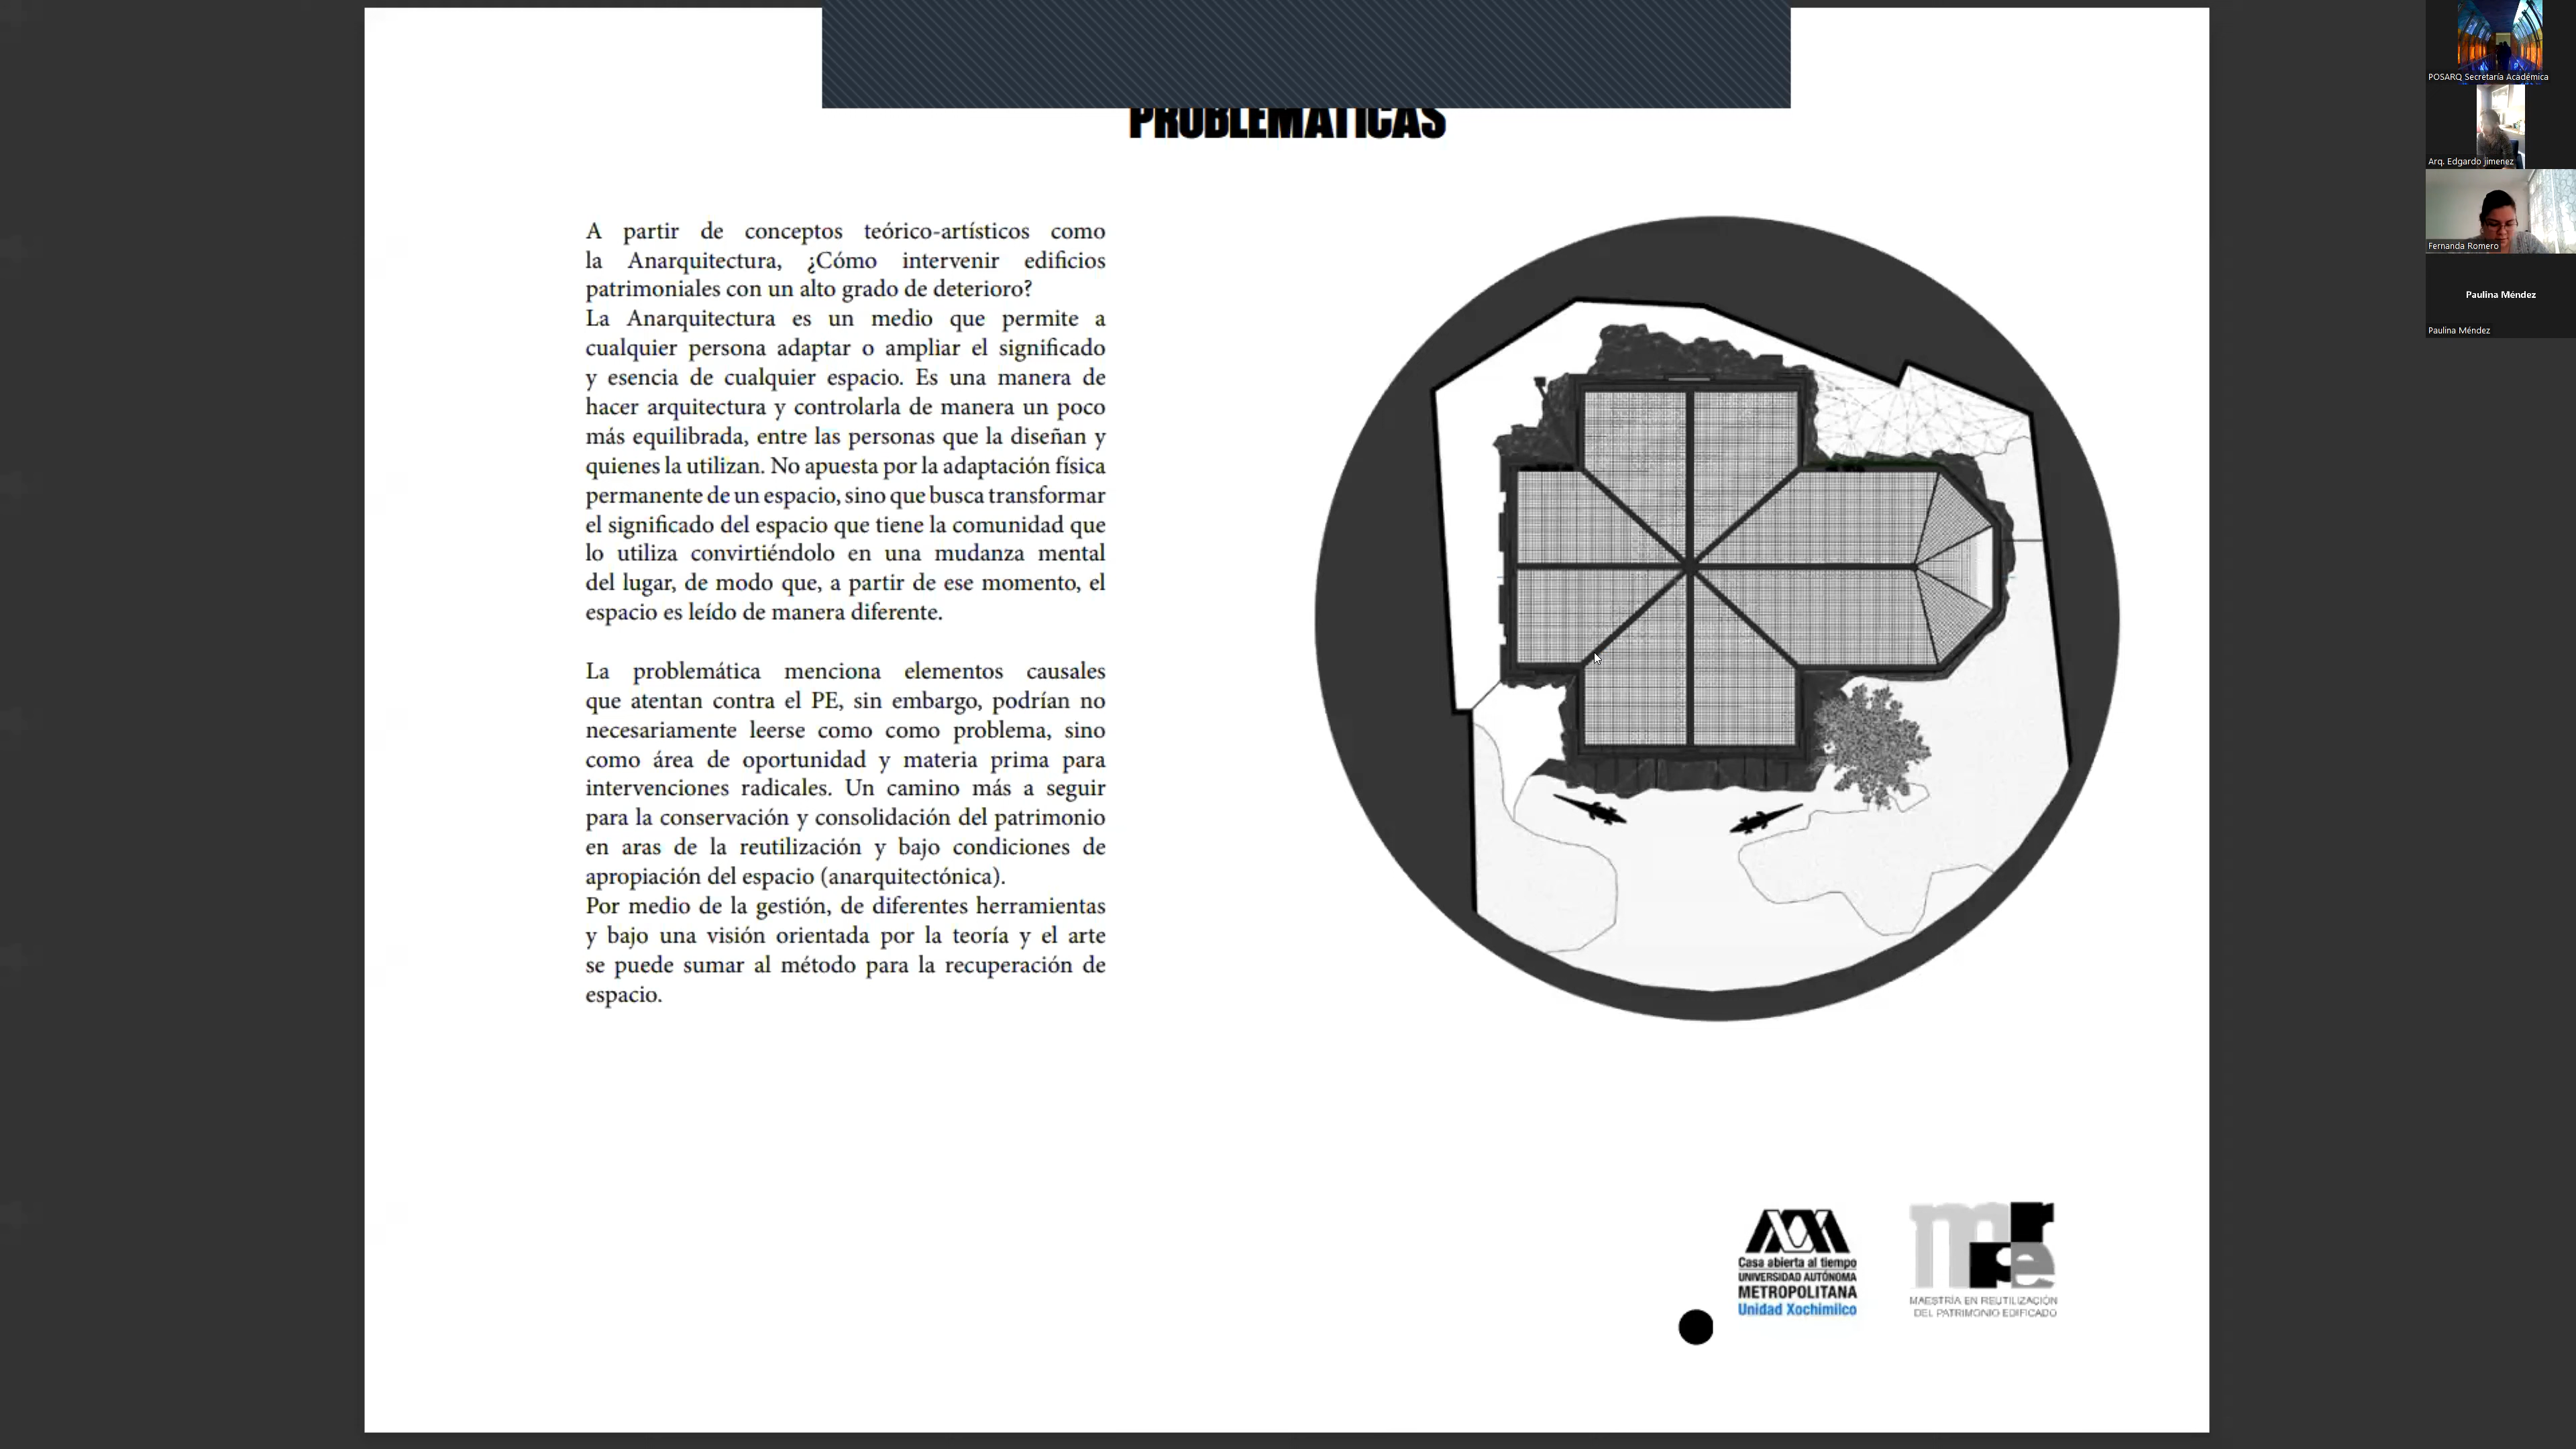 PROBLEMÁTICAS
A partir de conceptos teórico-artísticos como
la Anarquitectura, ¿Cómo intervenir edificios
patrimoniales con un alto grado de deterioro?
La Anarquitectura es un medio que permite a
cualquier persona adaptar o ampliar el significado
y esencia de cualquier espacio. Es una manera de
hacer arquitectura y controlarla de manera un poco
más equilibrada, entre las personas que la diseñan y
quienes la utilizan. No apuesta por la adaptación física
permanente de un espacio, sino que busca transformar
el significado del espacio que tiene la comunidad que
lo utiliza convirtiéndolo en una mudanza mental
del lugar, de modo que, a partir de ese momento, el
espacio es leído de manera diferente.
La problemática menciona elementos causales
que atentan contra el PE, sin embargo, podrían no
necesariamente leerse como como problema, sino
como área de oportunidad y materia prima para
intervenciones radicales. Un camino más a seguir
para la conservación y consolidación del patrimonio
en aras de la reutilización y bajo condiciones de
apropiación del espacio (anarquitectónica).
Por medio de la gestión, de diferentes herramientas
y bajo una visión orientada por la teoría y el arte
se puede sumar al método para la recuperación de
espacio.
Casa abierta al tiempo
UNIVERSIDAD AUTÓNOMA
METROPOLITANA
Unidad Xochimilco
mrpe
MAESTRÍA EN REUTILIZACIÓN
DEL PATRIMONIO EDIFICADO
POSARQ Secretaría Académica
Arq. Edgardo Jimenez
Fernanda Romero
Paulina Méndez
Paulina Méndez